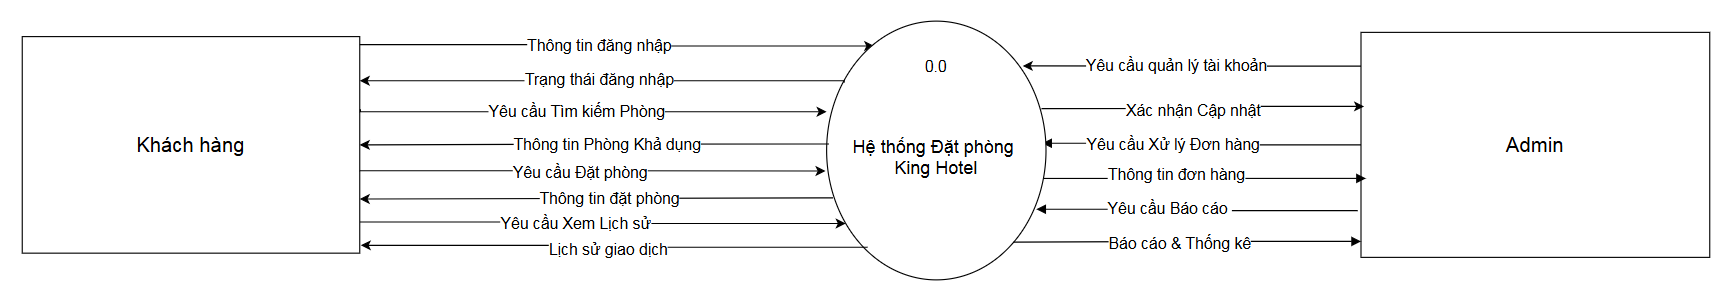 Khách hàng
Thông tin đăng nhập
Trạng thái đăng nhập
Yêu cầu Tìm kiếm Phòng
Thông tin Phòng Khả dụng
Yêu cầu Đặt phòng
Thông tin đặt phòng
Yêu cầu Xem Lịch sử
Lịch sử giao dịch
0.0
Hệ thống Đặt phòng
King Hotel
Yêu cầu quản lý tài khoản
Xác nhận Cập nhật
Yêu cầu Xử lý Đơn hàng
Thông tin đơn hàng
Yêu cầu Báo cáo
Báo cáo & Thống kê
Admin